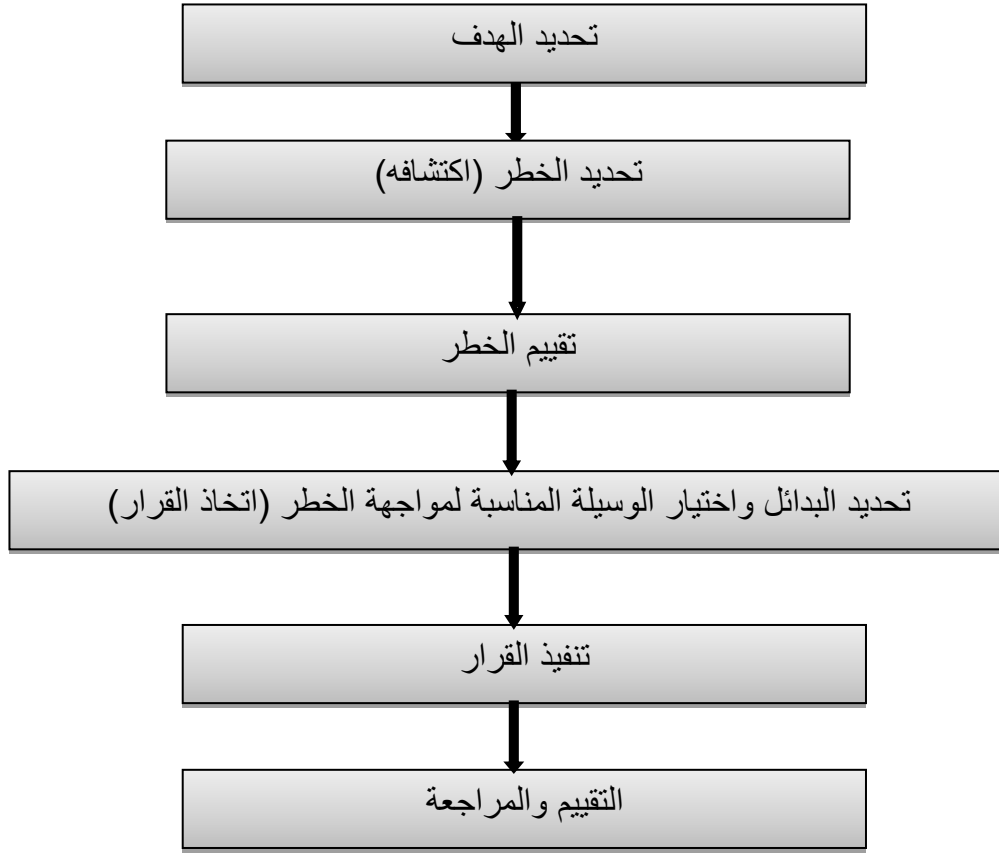 تحديد الهدف
تحديد الخطر (اكتشافه)
تقييم الخطر
تحديد البدائل واختيار الوسيلة المناسبة لمواجهة الخطر (اتخاذ القرار)
تنفيذ القرار
التقييم والمراجعة